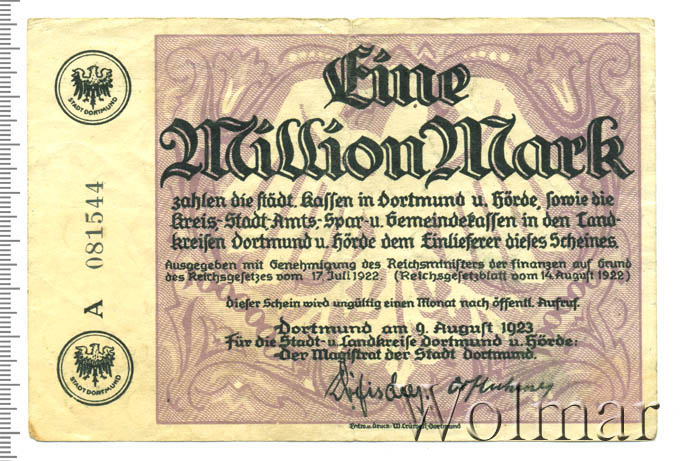 STADT DORTMUND
A 081544
STADT DORTMUND
Eine
Million Mark
zahlen die städt. Kassen in Dortmund u. Hörde, sowie die
Kreis-, Stadt-, Amts-, Spar- u. Gemeindekassen in den Land-
kreisen Dortmund u. Hörde dem Einlieferer dieses Scheines.
Ausgegeben mit Genehmigung des Reichsministers der Finanzen auf Grund
des Reichsgesetzes vom 17. Juli 1922. (Reichsgesetzblatt vom 14. August 1922)
Dieser Schein wird ungültig einen Monat nach öffentl. Aufruf.
Dortmund am 9. August 1923.
Für die Stadt- u. Landkreise Dortmund u. Hörde:
Der Magistrat der Stadt Dortmund.
Entw. u. Druck W. Crüwell, Dortmund
Wolmar